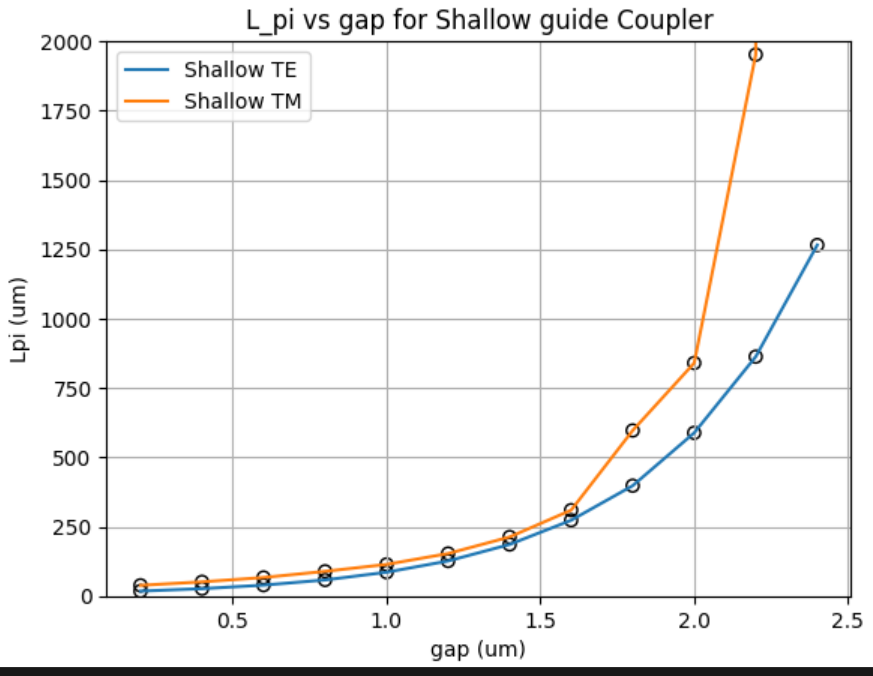 L_pi vs gap for Shallow guide Coupler
Shallow TE
Shallow TM
2000
1750
1500
1250
1000
750
500
250
0
Lpi (um)
0.5 1.0 1.5 2.0 2.5
gap (um)